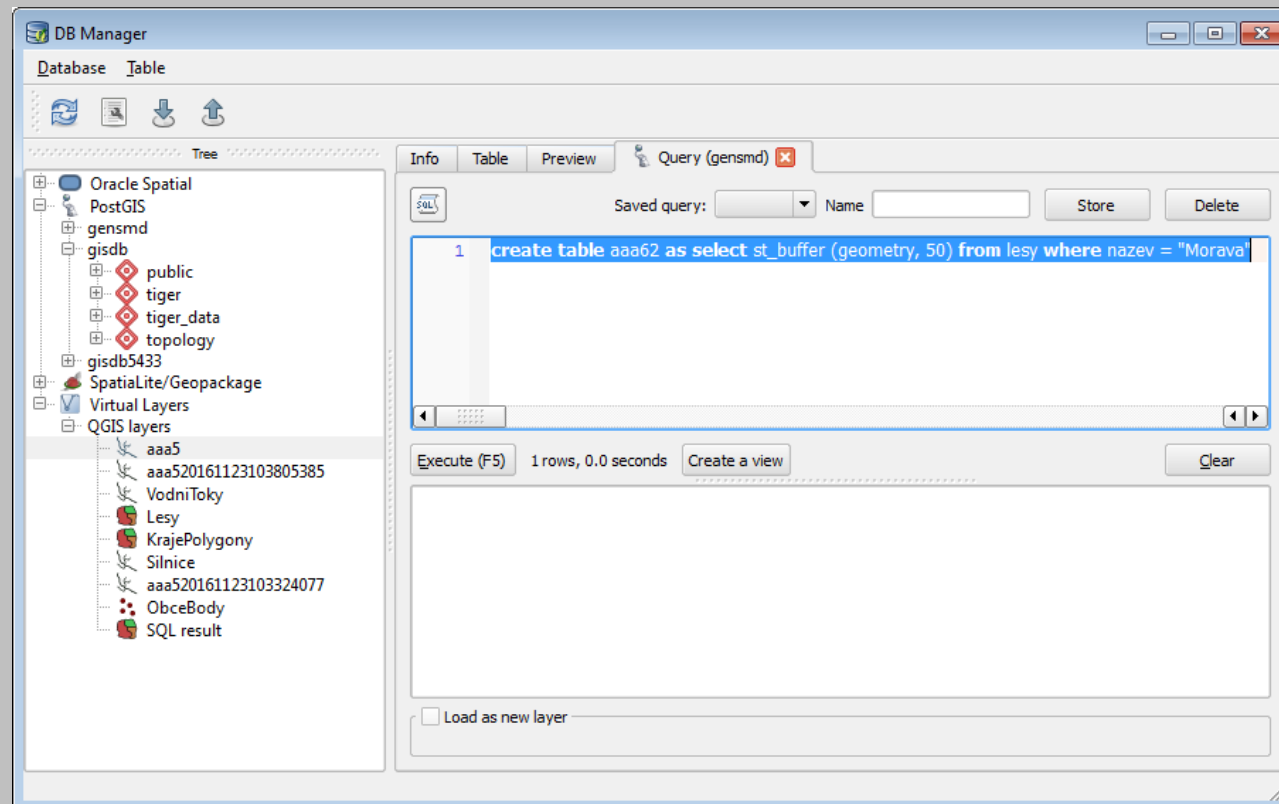 DB Manager
Database Table
Tree
Oracle Spatial
PostGIS
gensmd
gisdb
public
tiger
tiger_data
topology
gisdb5433
SpatiaLite/Geopackage
Virtual Layers
QGIS layers
aaa5
aaa520161123103805385
VodniToky
Lesy
KrajePolygony
Silnice
aaa520161123103324077
ObceBody
SQL result
Info Table Preview Query (gensmd)
SQL Saved query: Name Store Delete
1 create table aaa62 as select st_buffer (geometry, 50) from lesy where nazev = "Morava"
Execute (F5) 1 rows, 0.0 seconds Create a view Clear
Load as new layer